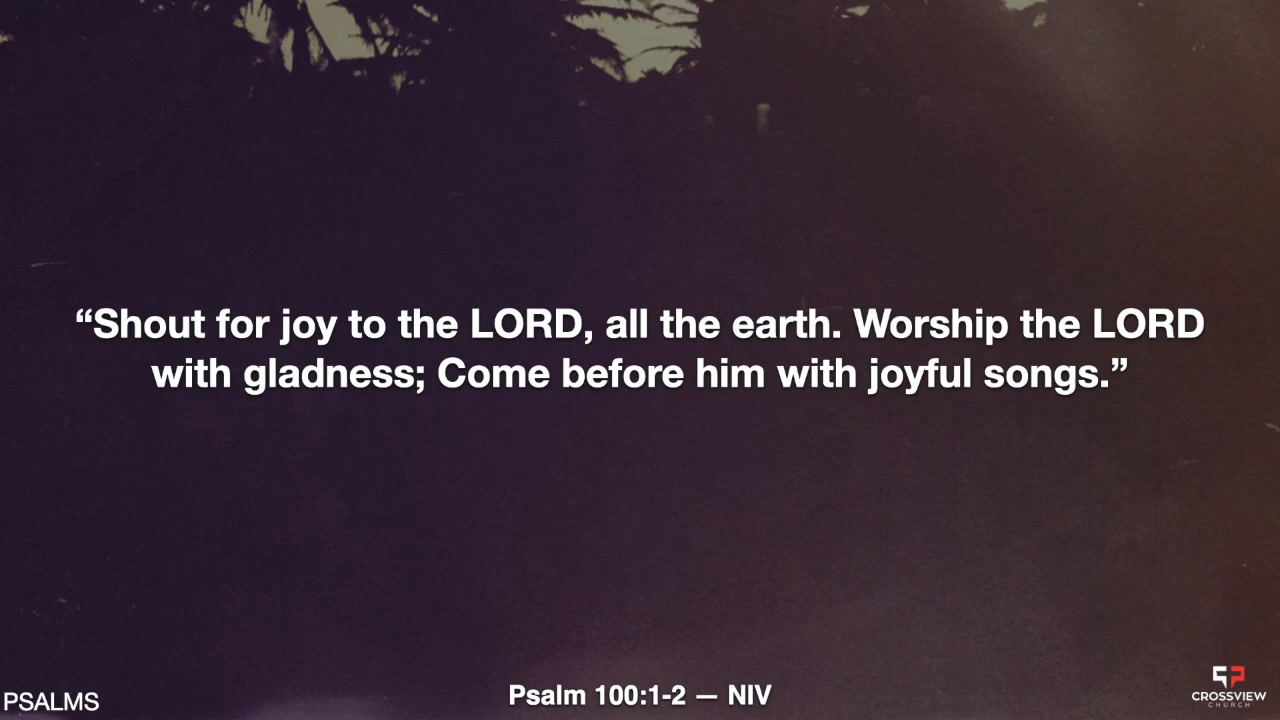 “Shout for joy to the LORD, all the earth. Worship the LORD
with gladness; Come before him with joyful songs.”
PSALMS
Psalm 100:1-2 — NIV
CROSSVIEW
CHURCH